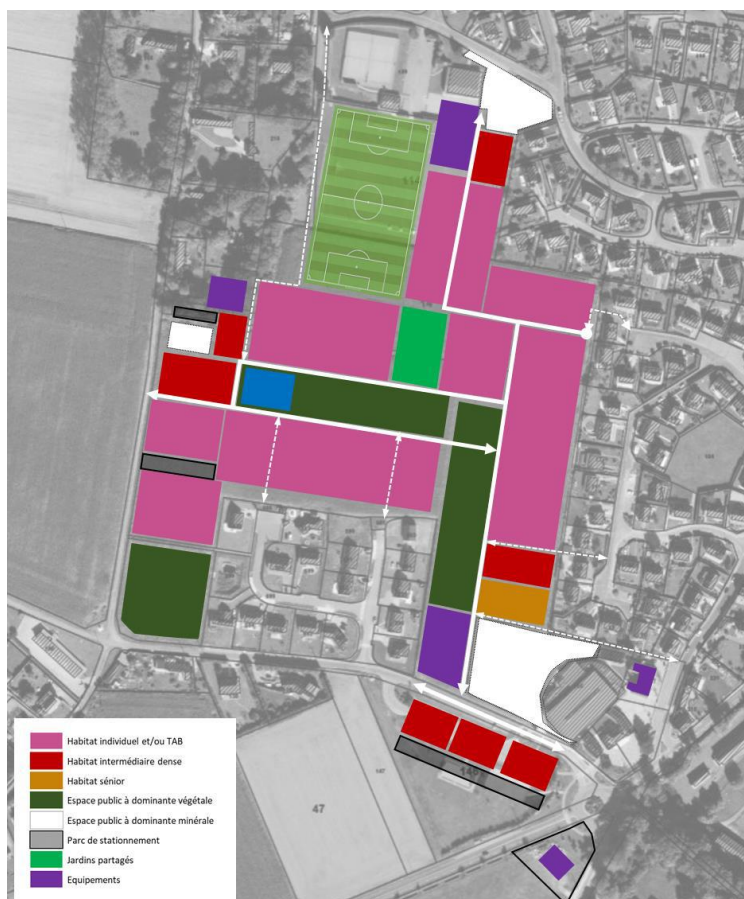 146
47
Habitat individuel et/ou TAB
Habitat intermédiaire dense
Habitat sénior
Espace public à dominante végétale
Espace public à dominante minérale
Parc de stationnement
Jardins partagés
Equipements